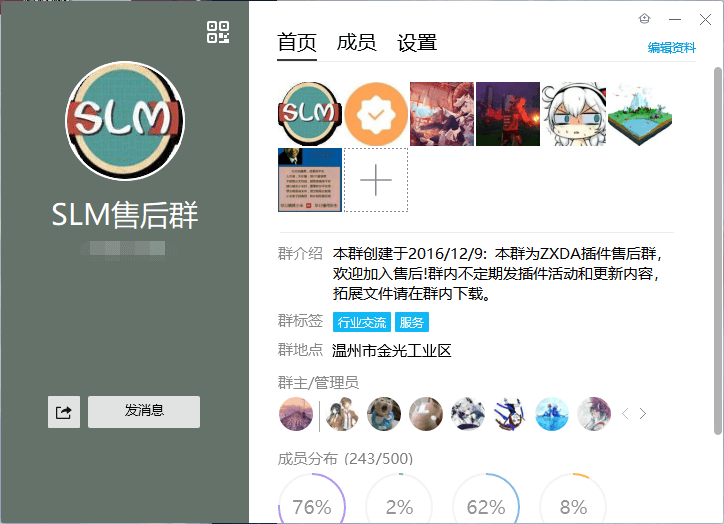 SLM
SLM售后群
发消息
首页 成员 设置
编辑资料
SLM
群介绍 本群创建于2016/12/9: 本群为ZXDA插件售后群，
欢迎加入售后!群内不定期发插件活动和更新内容，
拓展文件请在群内下载。
群标签 行业交流 服务
群地点 温州市金光工业区
群主/管理员
成员分布 (243/500)
76% 2% 62% 8%